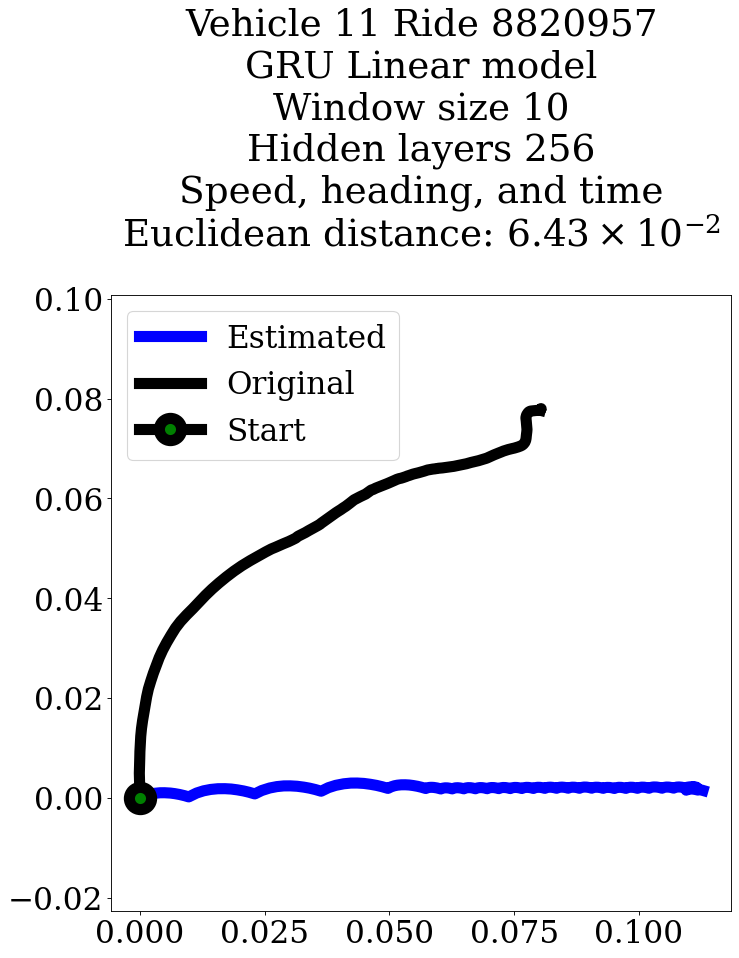 Vehicle 11 Ride 8820957
GRU Linear model
Window size 10
Hidden layers 256
Speed, heading, and time
Euclidean distance: 6.43 × 10⁻²
0.10
0.08
0.06
0.04
0.02
0.00
−0.02
Estimated
Original
Start
0.000 0.025 0.050 0.075 0.100